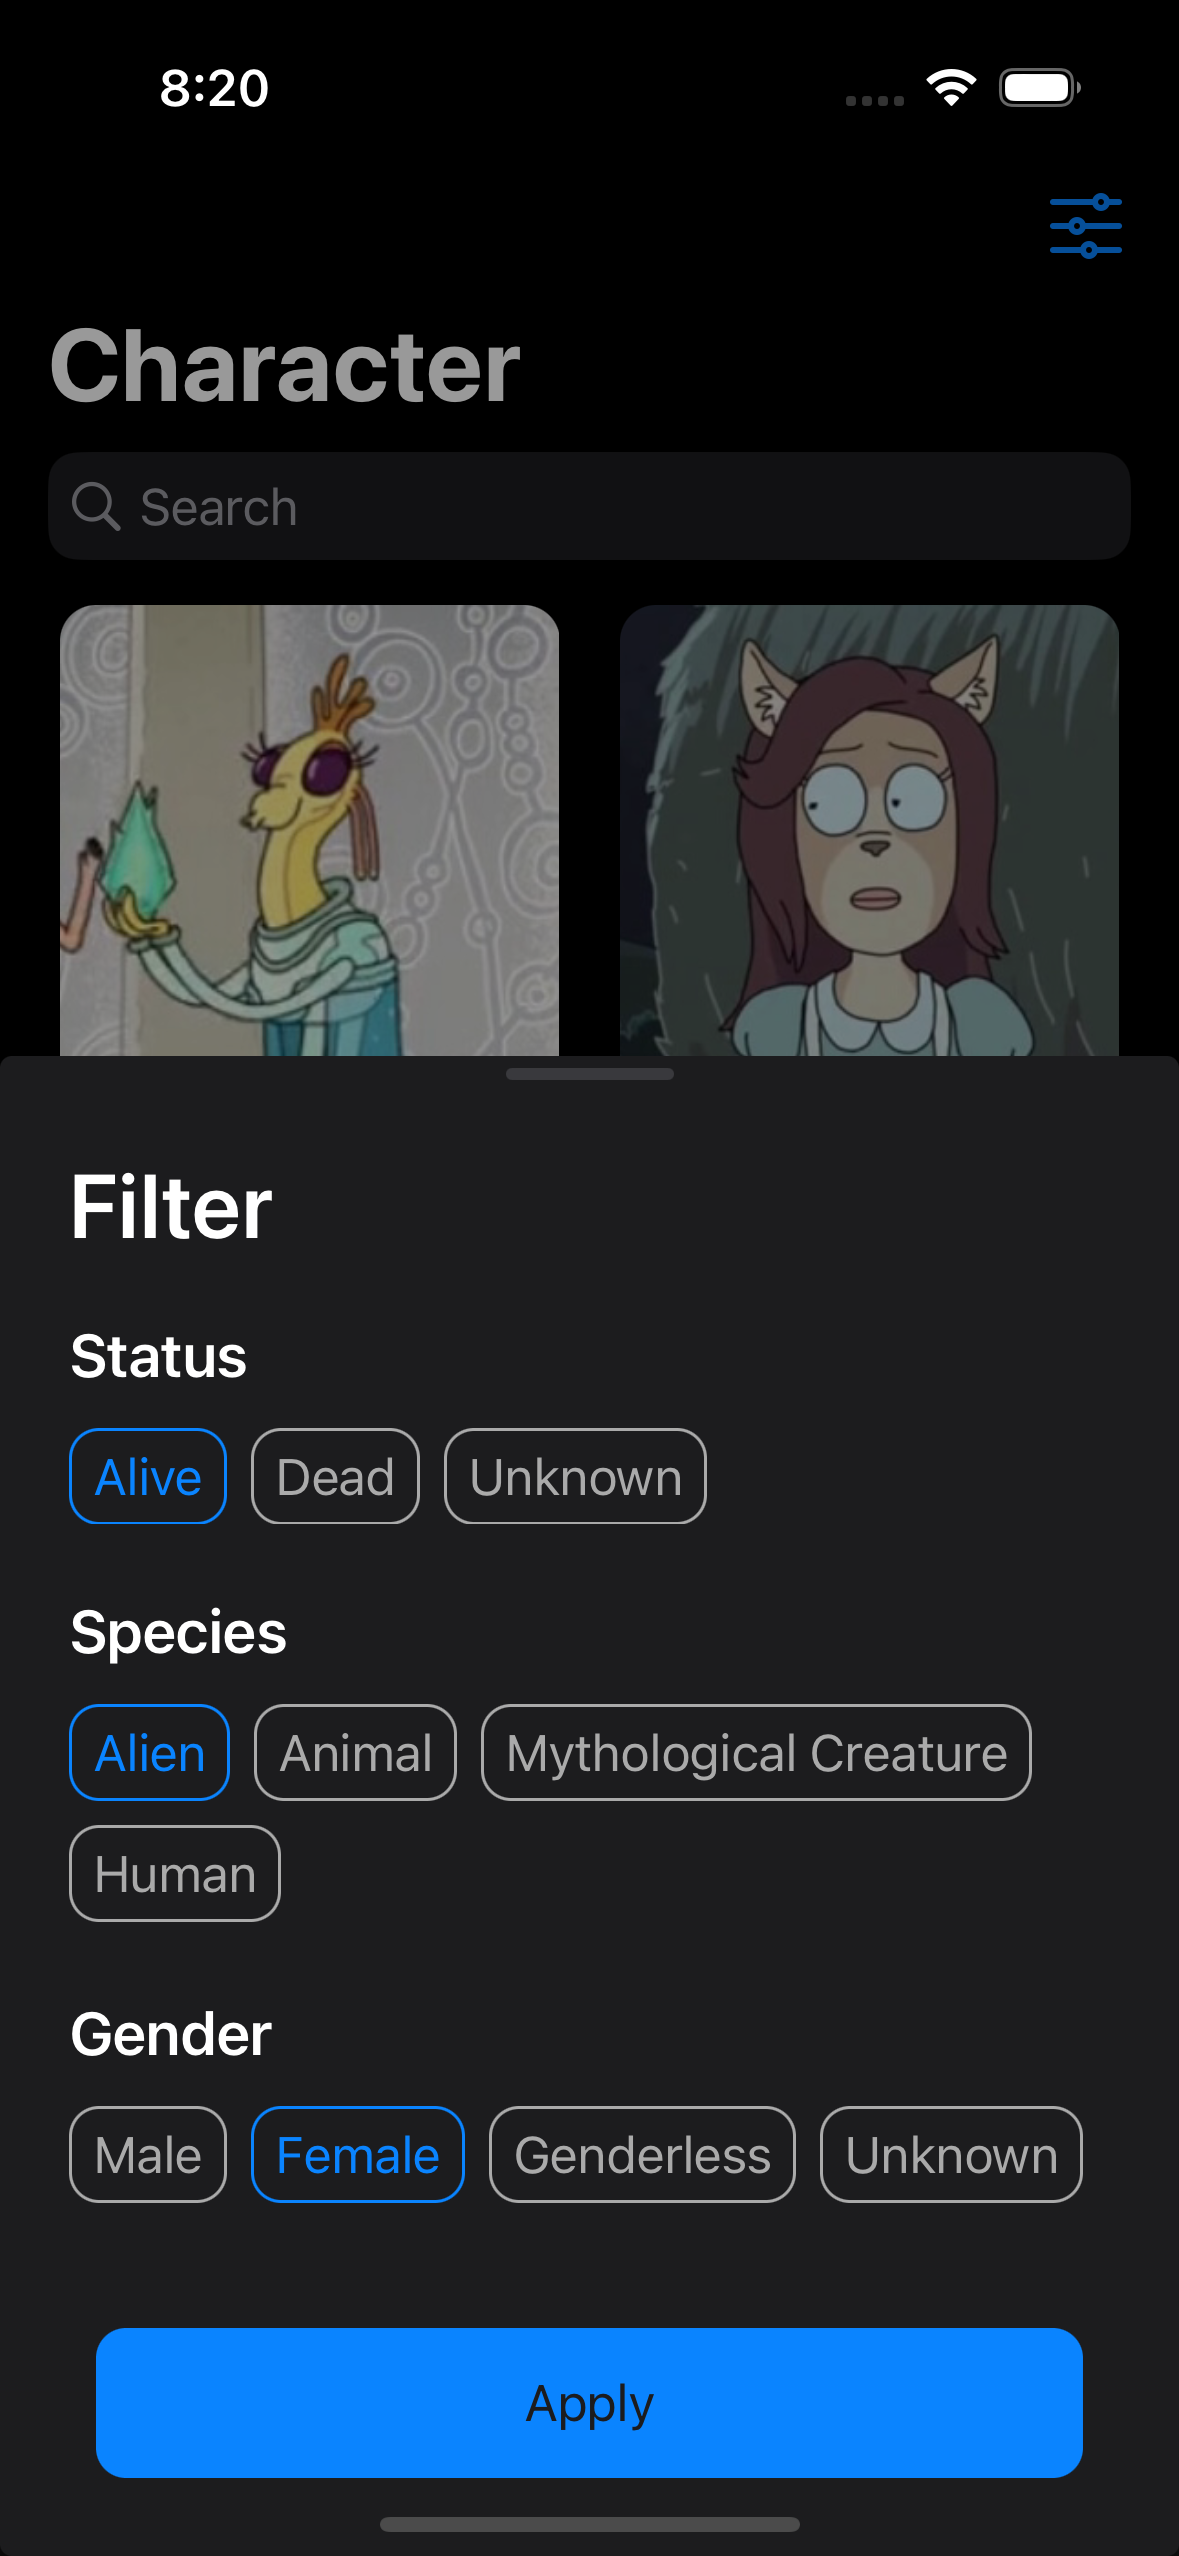 8:20
Character
Search
Filter
Status
Alive Dead Unknown
Species
Alien Animal Mythological Creature
Human
Gender
Male Female Genderless Unknown
Apply